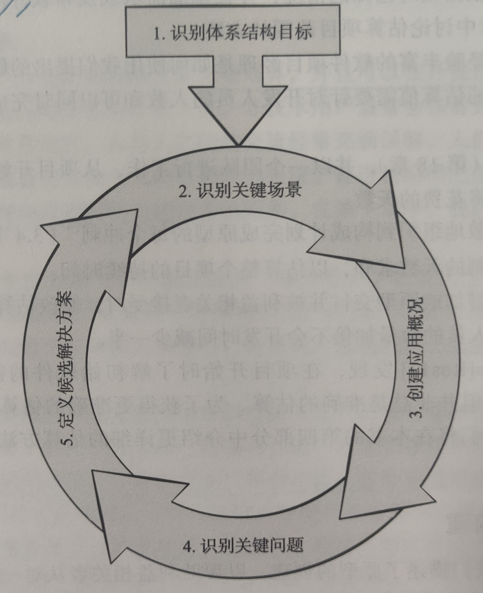 1. 识别体系结构目标
2. 识别关键场景
3. 创建应用概况
4. 识别关键问题
5. 定义候选解决方案